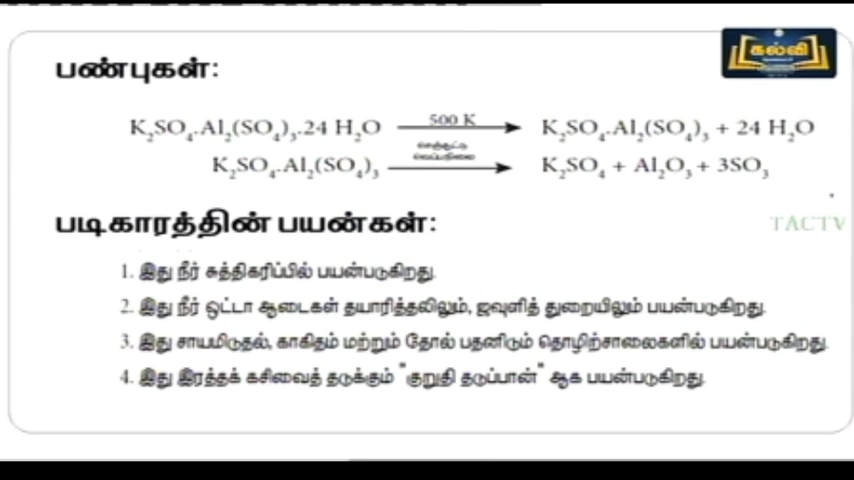 கல்வி
பண்புகள்:
K₂SO₄.Al₂(SO₄)₃.24 H₂O 500 K K₂SO₄.Al₂(SO₄)₃ + 24 H₂O
K₂SO₄.Al₂(SO₄)₃ K₂SO₄ + Al₂O₃ + 3SO₃
படிகாரத்தின் பயன்கள்:
TACTV
1. இது நீர் சுத்திகரிப்பில் பயன்படுகிறது.
2. இது நீர் ஒட்டா ஆடைகள் தயாரித்தலிலும், ஜவுளித் துறையிலும் பயன்படுகிறது.
3. இது சாயமிடுதல், காகிதம் மற்றும் தோல் பதனிடும் தொழிற்சாலைகளில் பயன்படுகிறது.
4. இது இரத்தக் கசிவைத் தடுக்கும் "குறுதி தடுப்பான்" ஆக பயன்படுகிறது.